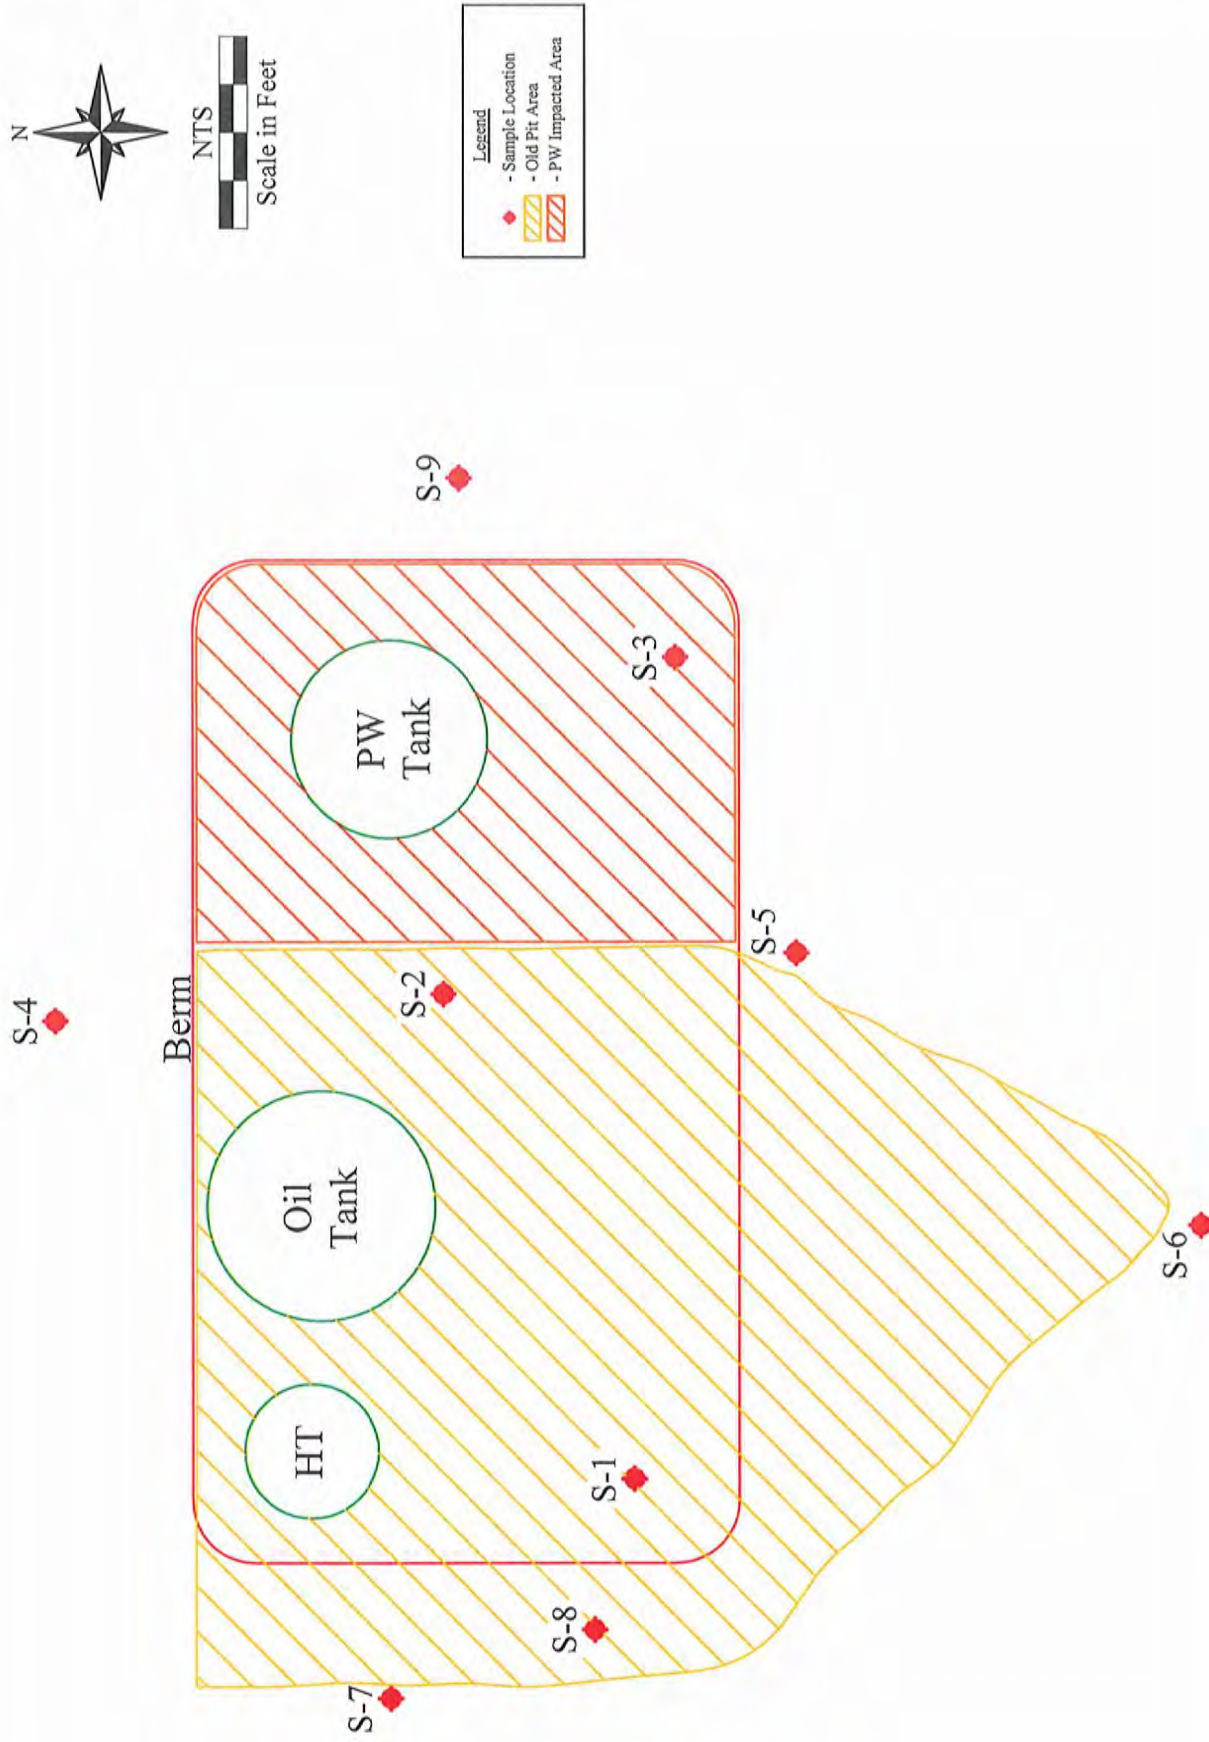 N
NTS
Scale in Feet
Legend
- Sample Location
- Old Pit Area
- PW Impacted Area
S-4
Berm
S-9
PW
Tank
S-3
S-2
S-5
Oil
Tank
HT
S-1
S-6
S-8
S-7